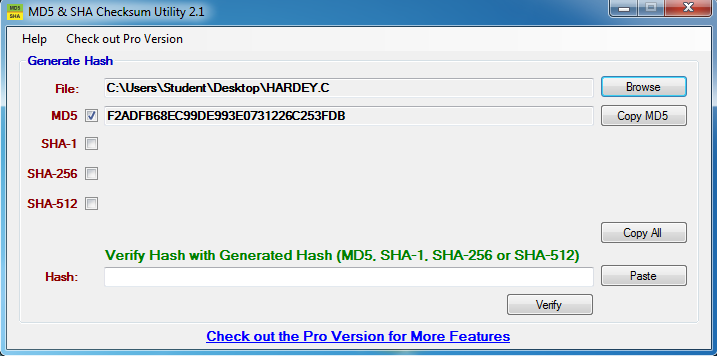 MD5 SHA MD5 & SHA Checksum Utility 2.1
Help Check out Pro Version
Generate Hash
File: C:\Users\Student\Desktop\HARDEY.C Browse
MD5 F2ADFB68EC99DE993E0731226C253FDB Copy MD5
SHA-1
SHA-256
SHA-512
Copy All
Verify Hash with Generated Hash (MD5, SHA-1, SHA-256 or SHA-512)
Hash: Paste
Verify
Check out the Pro Version for More Features